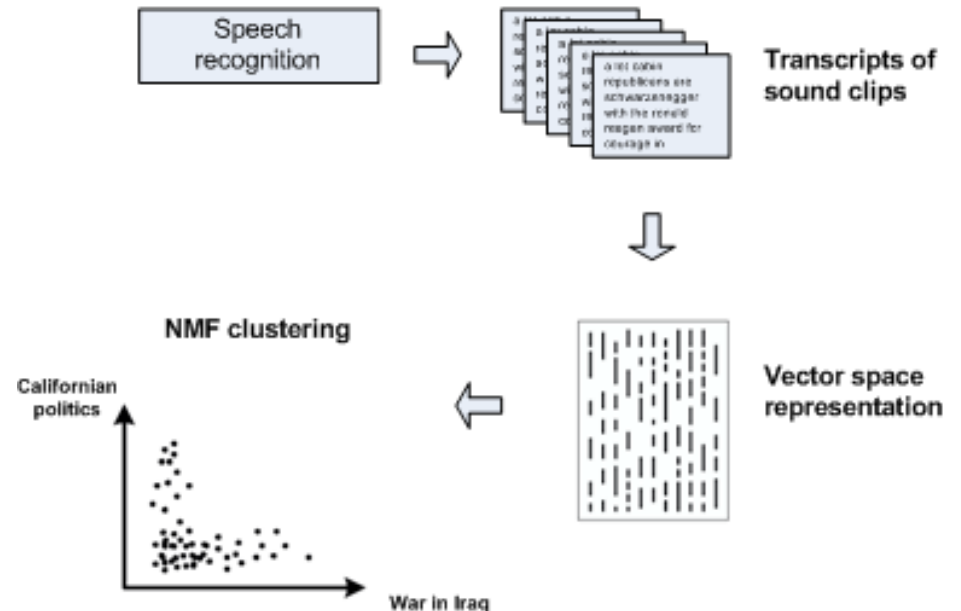 Speech
recognition
a lot cabin
republicans are
schwarzenegger
with the ronald
reagan award for
courage in
Transcripts of
sound clips
NMF clustering
Californian
politics
Vector space
representation
War in Iraq